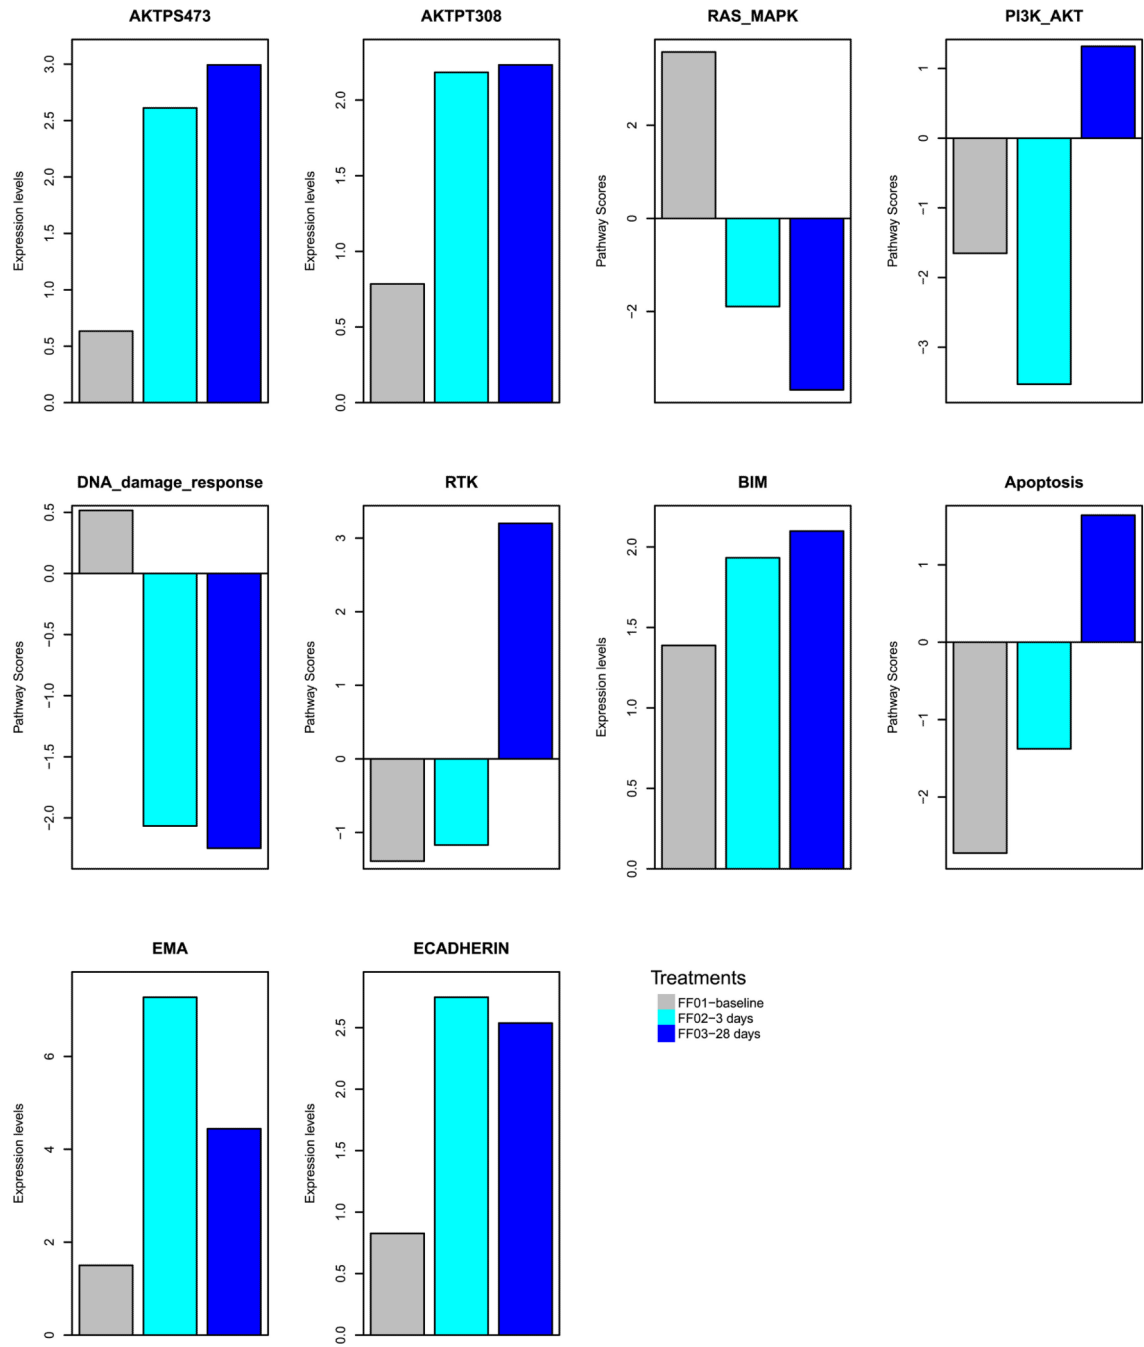 AKTPS473
AKTPT308
RAS_MAPK
PI3K_AKT
Expression levels
0.0
0.5
1.0
1.5
2.0
2.5
3.0
Expression levels
0.0
0.5
1.0
1.5
2.0
Pathway Scores
−2
0
2
Pathway Scores
−3
−2
−1
0
1
DNA_damage_response
RTK
BIM
Apoptosis
Pathway Scores
−2.0
−1.5
−1.0
−0.5
0.0
0.5
Pathway Scores
−1
0
1
2
3
Expression levels
0.0
0.5
1.0
1.5
2.0
Pathway Scores
−2
−1
0
1
EMA
ECADHERIN
Expression levels
0
2
4
6
Expression levels
0.0
0.5
1.0
1.5
2.0
2.5
Treatments
FF01−baseline
FF02−3 days
FF03−28 days